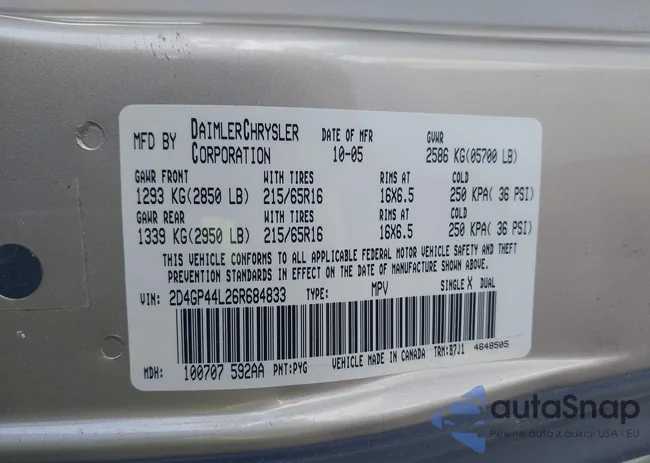 MFD BY DAIMLERCHRYSLER CORPORATION DATE OF MFR 10-05 GVWR 2586 KG(05700 LB)
GAWR FRONT WITH TIRES RIMS AT COLD
1293 KG(2850 LB) 215/65R16 16X6.5 250 KPA( 36 PSI)
GAWR REAR WITH TIRES RIMS AT COLD
1339 KG(2950 LB) 215/65R16 16X6.5 250 KPA( 36 PSI)
THIS VEHICLE CONFORMS TO ALL APPLICABLE FEDERAL MOTOR VEHICLE SAFETY AND THEFT
PREVENTION STANDARDS IN EFFECT ON THE DATE OF MANUFACTURE SHOWN ABOVE.
VIN: 2D4GP44L26R684833 TYPE: MPV SINGLE X DUAL
MDH: 100707 592AA PNT:PYG VEHICLE MADE IN CANADA TRM:B7J1 4648505
autoSnap
Pewne auto z aukcji USA i EU